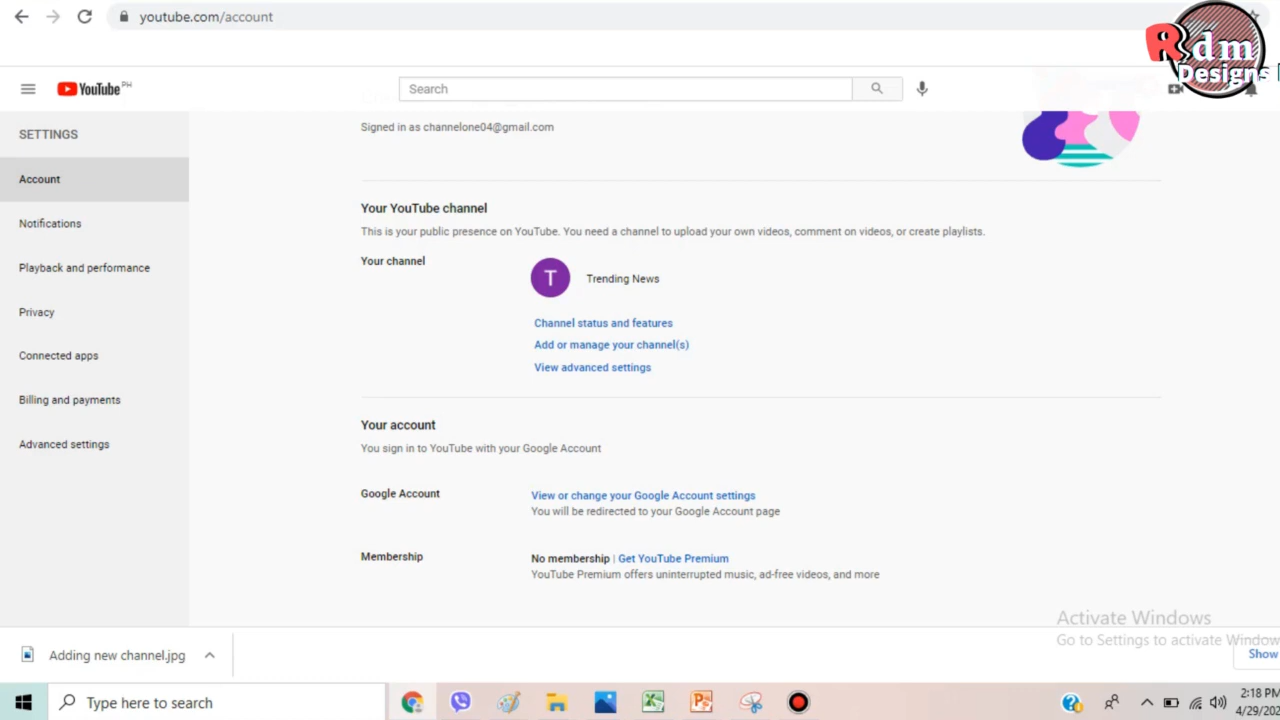 youtube.com/account
Rdm
Designs
YouTube PH
Search
SETTINGS
Account
Notifications
Playback and performance
Privacy
Connected apps
Billing and payments
Advanced settings
Signed in as channelone04@gmail.com
Your YouTube channel
This is your public presence on YouTube. You need a channel to upload your own videos, comment on videos, or create playlists.
Your channel
T
Trending News
Channel status and features
Add or manage your channel(s)
View advanced settings
Your account
You sign in to YouTube with your Google Account
Google Account
View or change your Google Account settings
You will be redirected to your Google Account page
Membership
No membership | Get YouTube Premium
YouTube Premium offers uninterrupted music, ad-free videos, and more
Activate Windows
Go to Settings to activate Window
Adding new channel.jpg
Show
Type here to search
2:18 PM
4/29/202